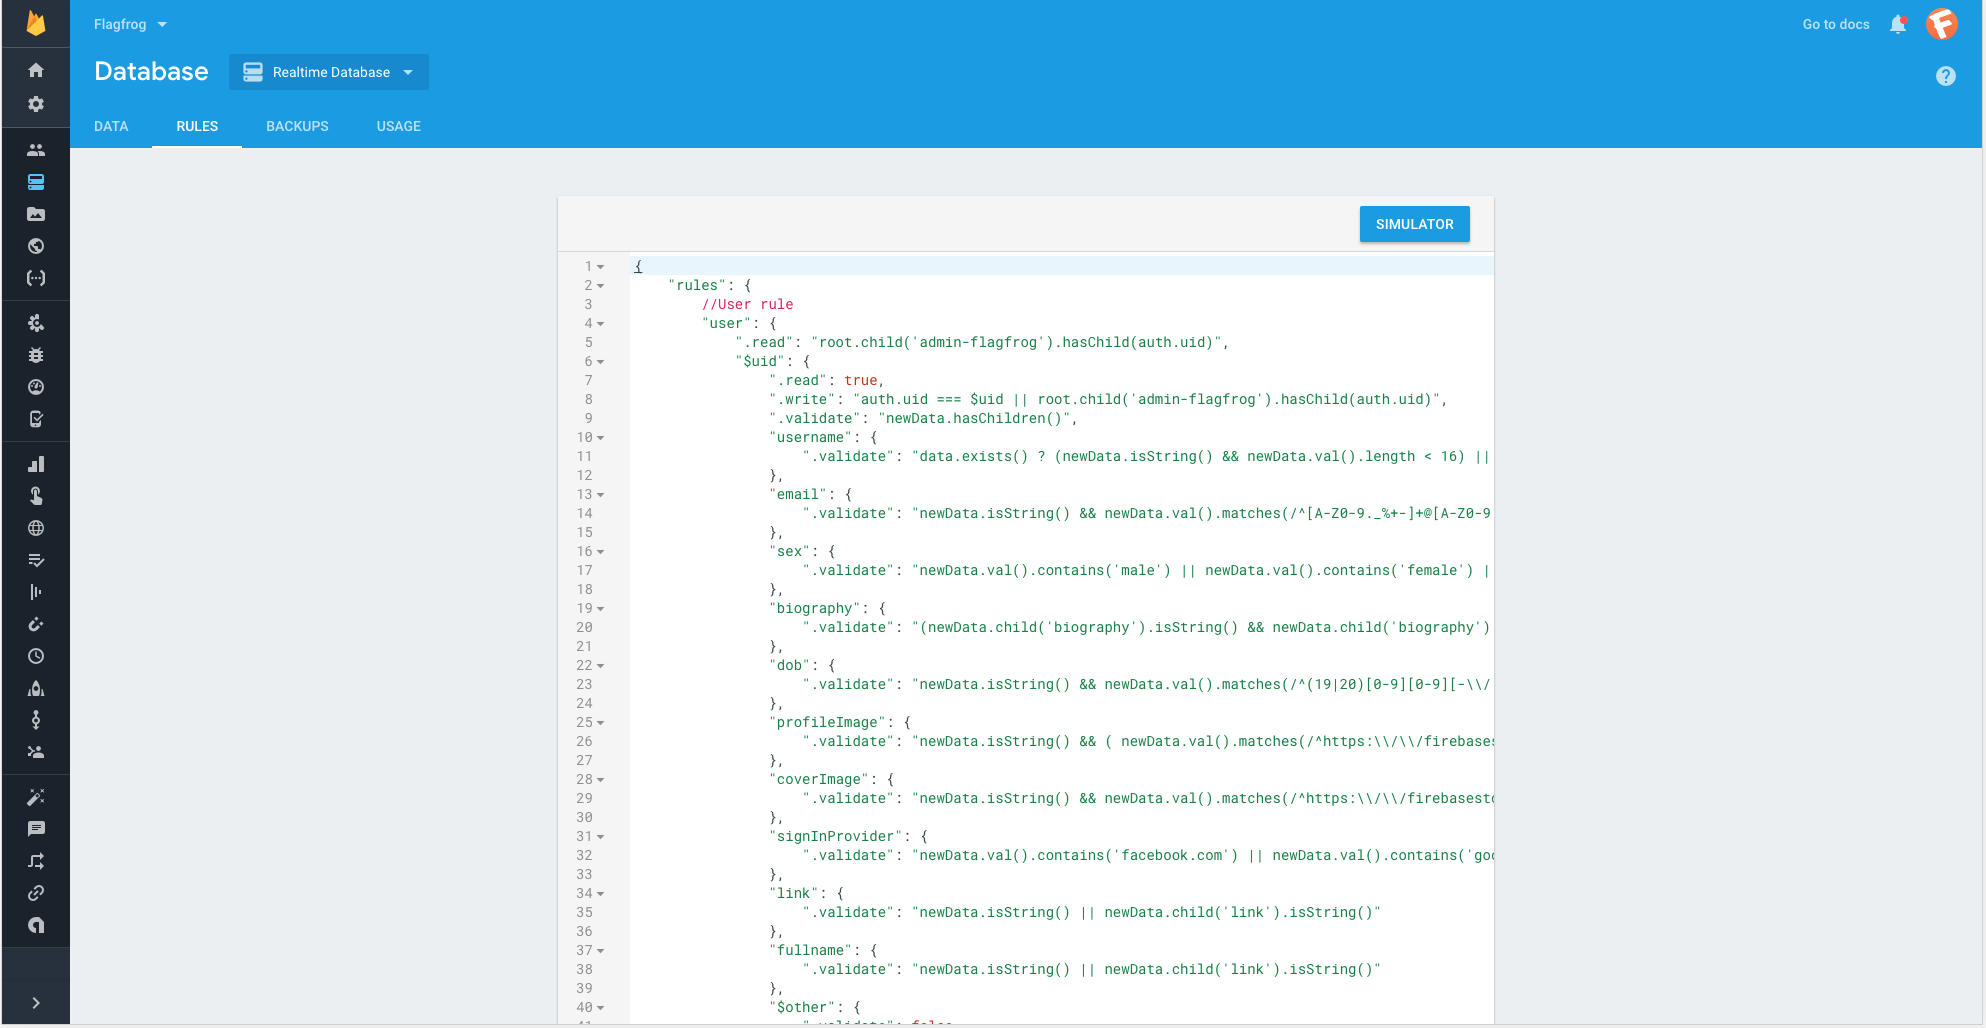 Flagfrog
Go to docs
Database
Realtime Database
DATA RULES BACKUPS USAGE
SIMULATOR
1 {
2 "rules": {
3 //User rule
4 "user": {
5 ".read": "root.child('admin-flagfrog').hasChild(auth.uid)",
6 "$uid": {
7 ".read": true,
8 ".write": "auth.uid === $uid || root.child('admin-flagfrog').hasChild(auth.uid)",
9 ".validate": "newData.hasChildren()",
10 "username": {
11 ".validate": "data.exists() ? (newData.isString() && newData.val().length < 16) ||
12 },
13 "email": {
14 ".validate": "newData.isString() && newData.val().matches(/^[A-Z0-9._%+-]+@[A-Z0-9
15 },
16 "sex": {
17 ".validate": "newData.val().contains('male') || newData.val().contains('female') |
18 },
19 "biography": {
20 ".validate": "(newData.child('biography').isString() && newData.child('biography')
21 },
22 "dob": {
23 ".validate": "newData.isString() && newData.val().matches(/^(19|20)[0-9][0-9][-\\/
24 },
25 "profileImage": {
26 ".validate": "newData.isString() && ( newData.val().matches(/^https:\\/\\/firebases
27 },
28 "coverImage": {
29 ".validate": "newData.isString() && newData.val().matches(/^https:\\/\\/firebasesto
30 },
31 "signInProvider": {
32 ".validate": "newData.val().contains('facebook.com') || newData.val().contains('goo
33 },
34 "link": {
35 ".validate": "newData.isString() || newData.child('link').isString()"
36 },
37 "fullname": {
38 ".validate": "newData.isString() || newData.child('link').isString()"
39 },
40 "$other": {
41 ".validate": false